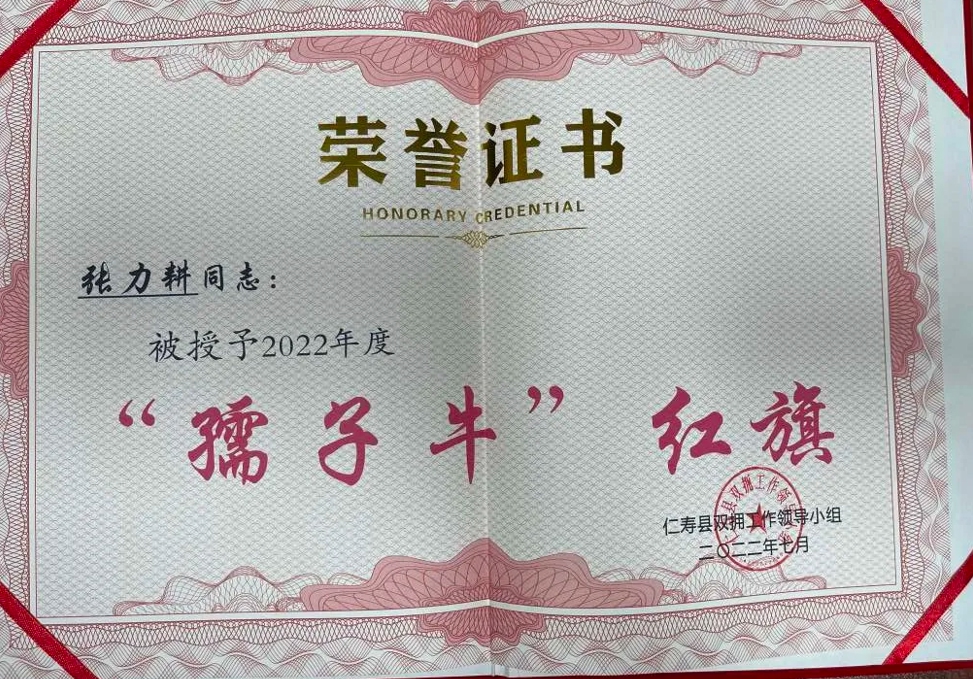 荣誉证书
HONORARY CREDENTIAL
张力耕同志：
被授予2022年度
“孺子牛”红旗
仁寿县双拥工作领导小组
二〇二二年七月